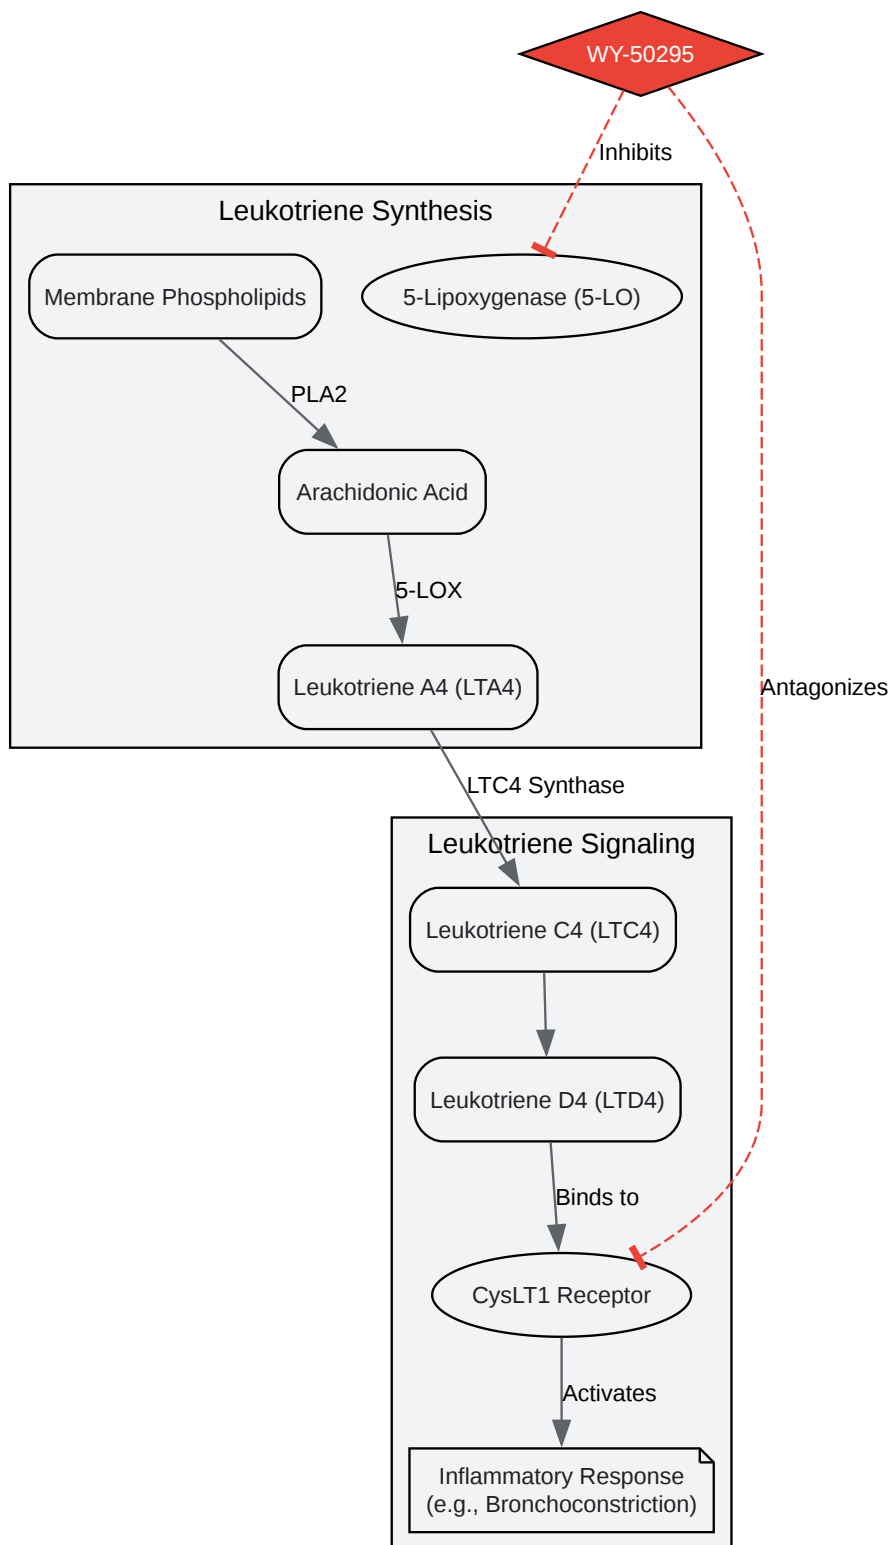 WY-50295
Inhibits
Leukotriene Synthesis
Membrane Phospholipids
5-Lipoxygenase (5-LO)
PLA2
Arachidonic Acid
5-LOX
Leukotriene A4 (LTA4)
Antagonizes
LTC4 Synthase
Leukotriene Signaling
Leukotriene C4 (LTC4)
Leukotriene D4 (LTD4)
Binds to
CysLT1 Receptor
Activates
Inflammatory Response
(e.g., Bronchoconstriction)